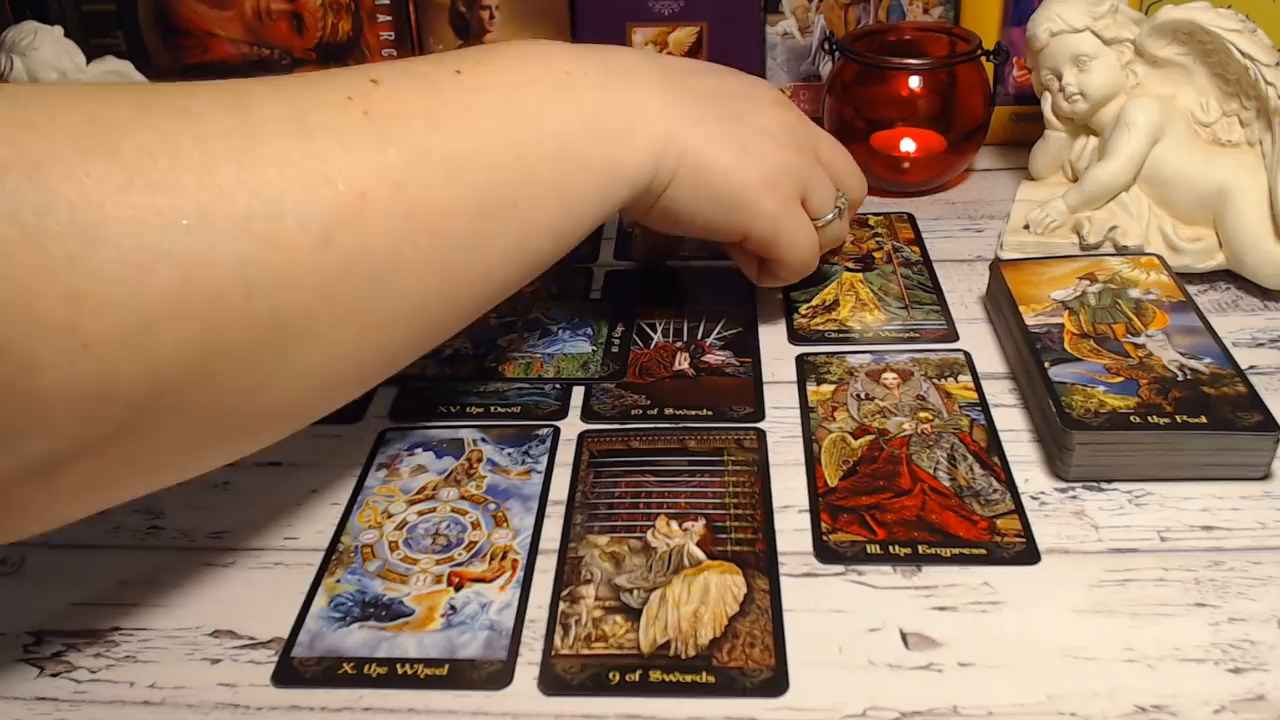 MARC
Queen of Wands
XV. the Devil
10 of Swords
0. the Fool
III. the Empress
X. the Wheel
9 of Swords